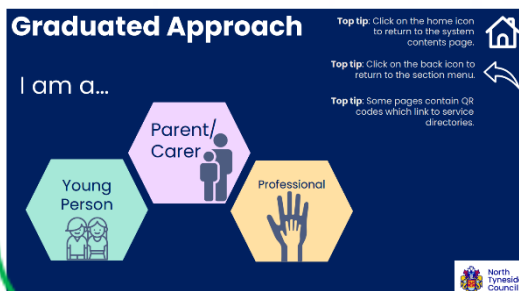 Graduated Approach
Top tip: Click on the home icon
to return to the system
contents page.
Top tip: Click on the back icon to
return to the section menu.
Top tip: Some pages contain QR
codes which link to service
directories.
I am a...
Parent/
Carer
Young
Person
Professional
North
Tyneside
Council